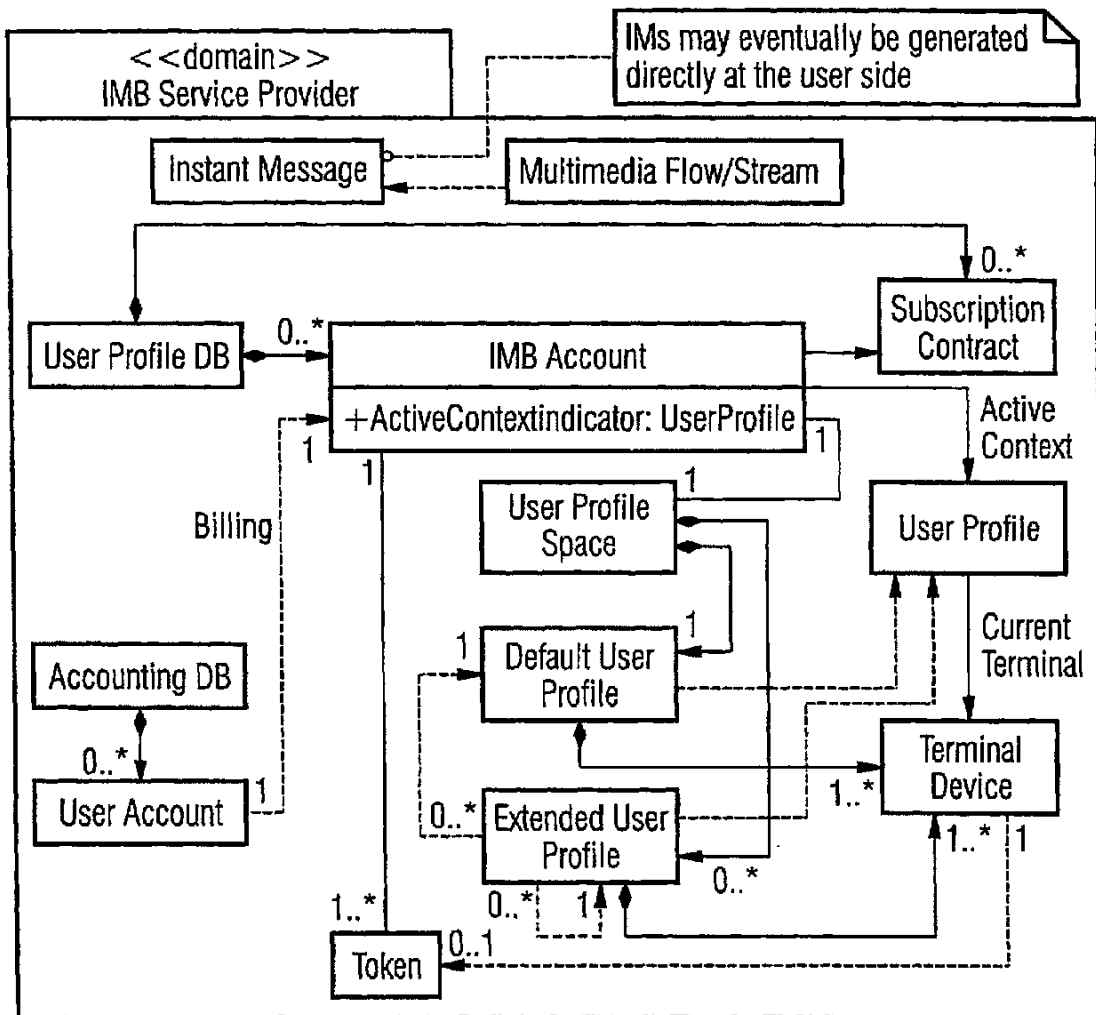 IMs may eventually be generated
directly at the user side
<<domain>>
IMB Service Provider
Instant Message
Multimedia Flow/Stream
0..*
Subscription
Contract
User Profile DB
0..*
IMB Account
+ActiveContextindicator: UserProfile
1
1
1
Active
Context
Billing
1
User Profile
Space
User Profile
1
1
Default User
Profile
Current
Terminal
Accounting DB
0..*
User Account
1
0..*
Extended User
Profile
1..*
Terminal
Device
0..*
1..*
1
0..*
1
1..*
0..1
Token